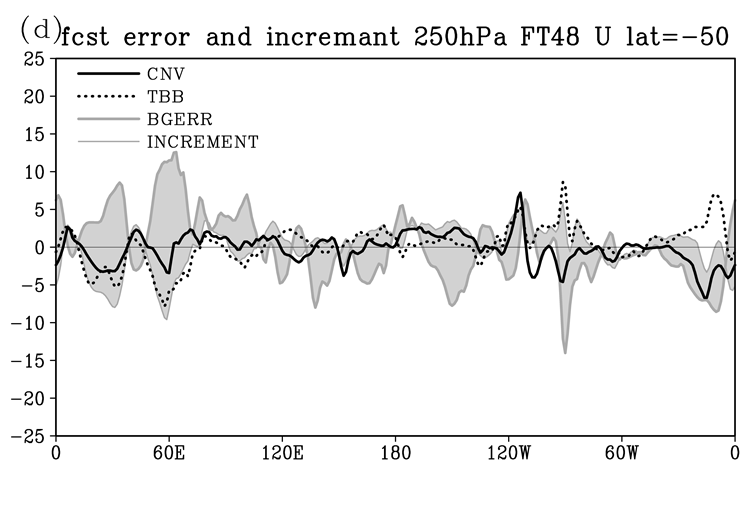 (d)
fcst error and incremant 250hPa FT48 U lat=−50
25
20
15
10
5
0
−5
−10
−15
−20
−25
CNV
TBB
BGERR
INCREMENT
0 60E 120E 180 120W 60W 0